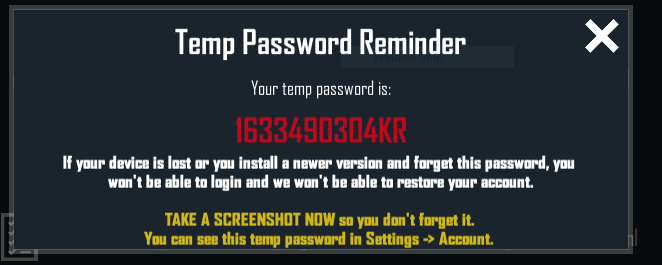 Temp Password Reminder
Your temp password is:
1633490304KR
If your device is lost or you install a newer version and forget this password, you
won't be able to login and we won't be able to restore your account.
TAKE A SCREENSHOT NOW so you don't forget it.
You can see this temp password in Settings -> Account.